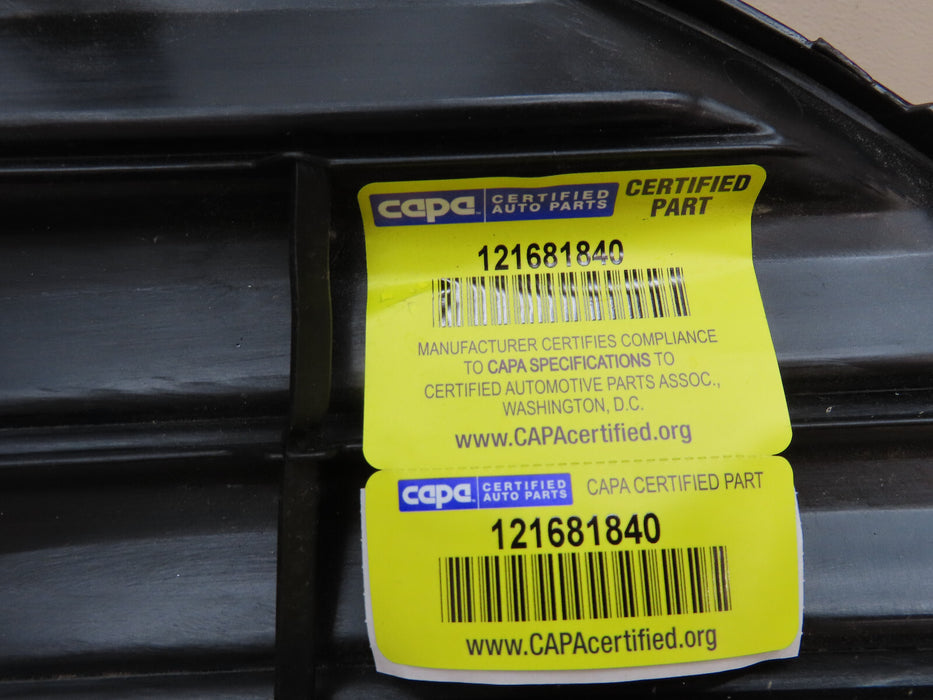 capa CERTIFIED AUTO PARTS CERTIFIED PART
121681840
MANUFACTURER CERTIFIES COMPLIANCE
TO CAPA SPECIFICATIONS TO
CERTIFIED AUTOMOTIVE PARTS ASSOC.,
WASHINGTON, D.C.
www.CAPAcertified.org
capa CERTIFIED AUTO PARTS CAPA CERTIFIED PART
121681840
www.CAPAcertified.org